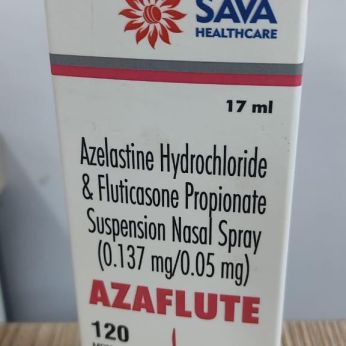 SAVA
HEALTHCARE
17 ml
Azelastine Hydrochloride
& Fluticasone Propionate
Suspension Nasal Spray
(0.137 mg/0.05 mg)
AZAFLUTE
120